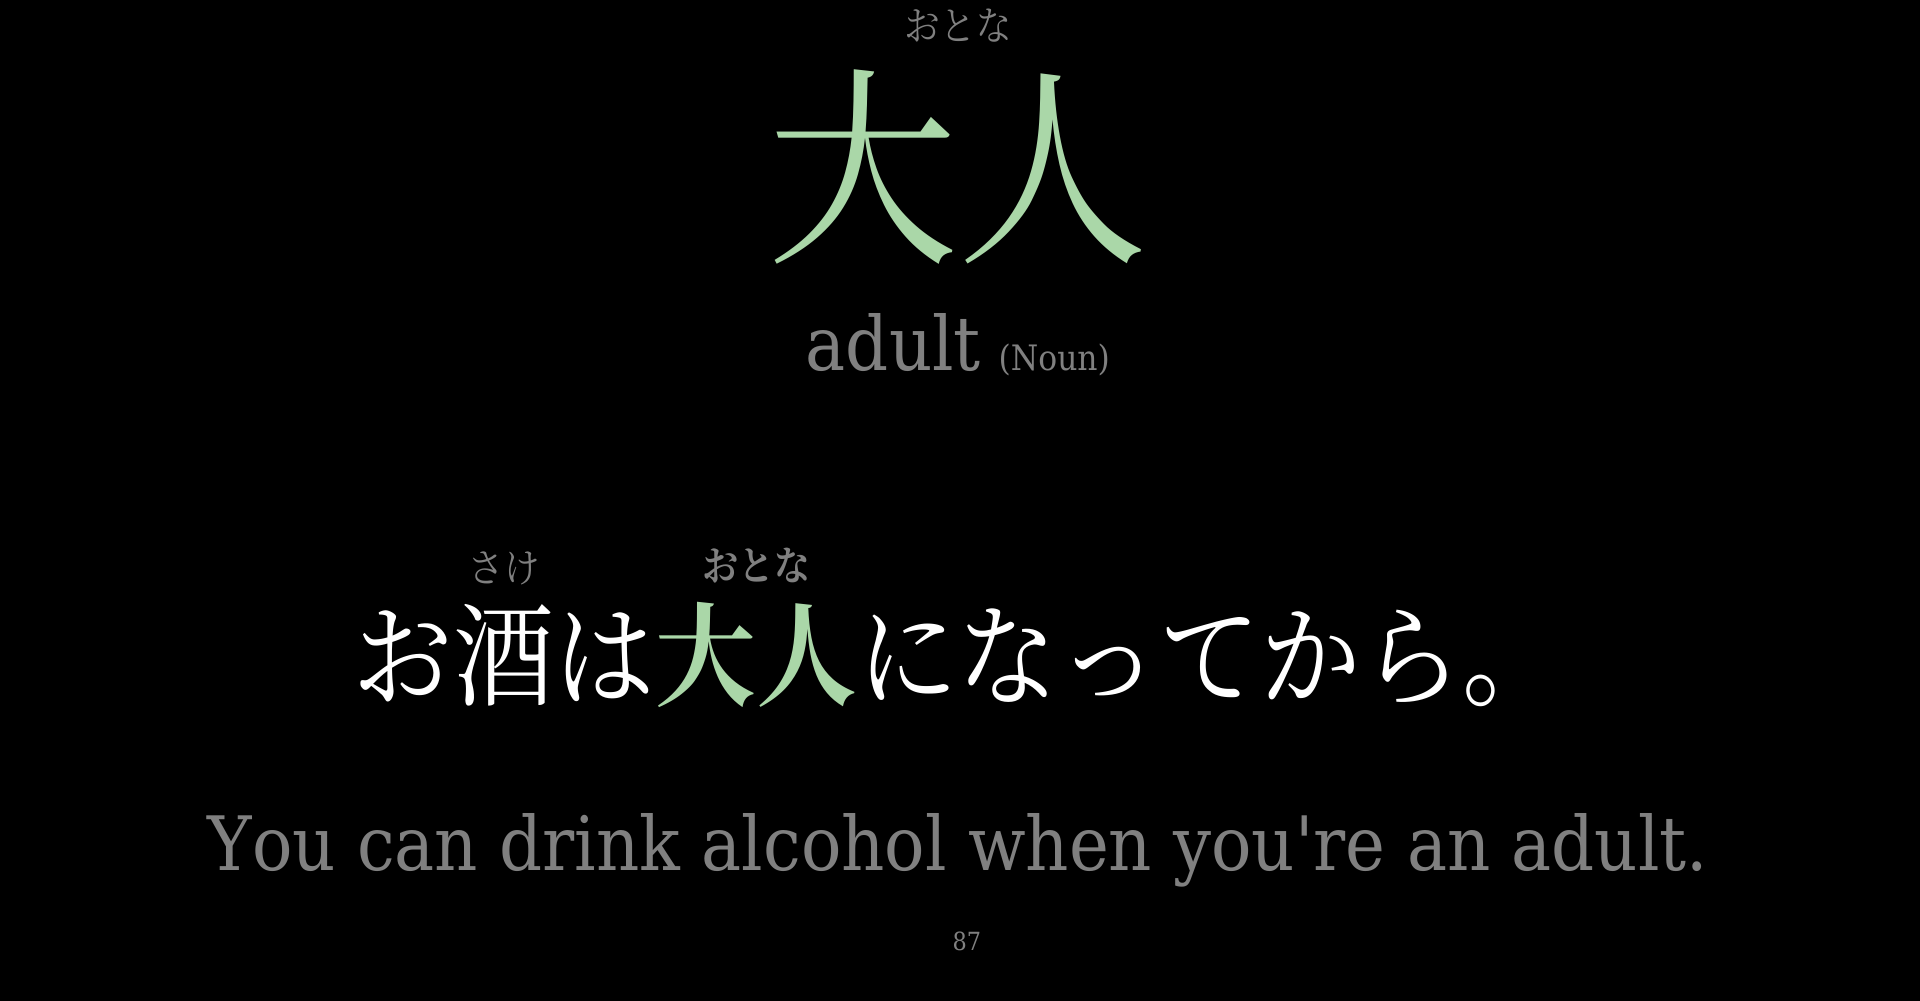 おとな
大人
adult (Noun)
さけ おとな
お酒は大人になってから。
You can drink alcohol when you're an adult.
87